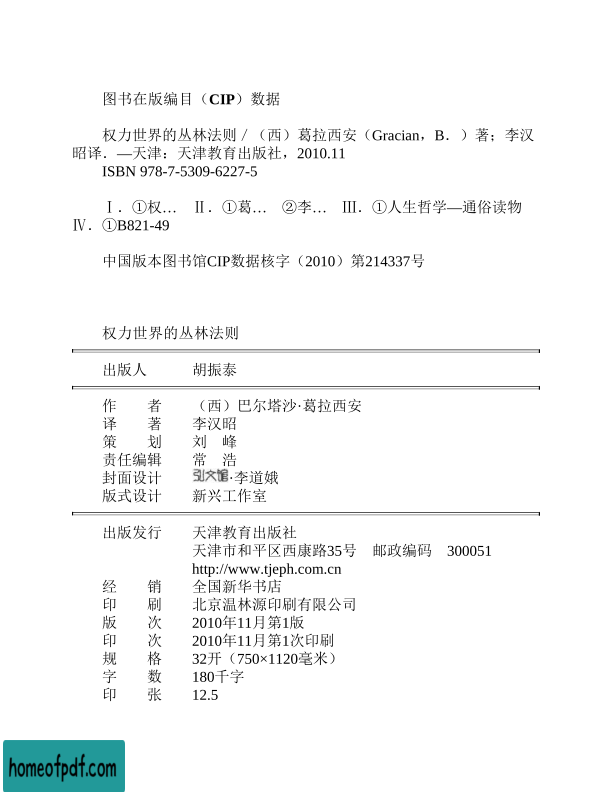 图书在版编目（CIP）数据
权力世界的丛林法则／（西）葛拉西安（Gracian，B．）著；李汉
昭译．—天津：天津教育出版社，2010.11
ISBN 978-7-5309-6227-5
Ⅰ．①权…　Ⅱ．①葛…　②李…　Ⅲ．①人生哲学—通俗读物
Ⅳ．①B821-49
中国版本图书馆CIP数据核字（2010）第214337号
权力世界的丛林法则
出版人　　　胡振泰
作　　者　　（西）巴尔塔沙·葛拉西安
译　　著　　李汉昭
策　　划　　刘　峰
责任编辑　　常　浩
封面设计　　弘文馆·李道娥
版式设计　　新兴工作室
出版发行　　天津教育出版社
天津市和平区西康路35号　邮政编码　300051
http://www.tjeph.com.cn
经　　销　　全国新华书店
印　　刷　　北京温林源印刷有限公司
版　　次　　2010年11月第1版
印　　次　　2010年11月第1次印刷
规　　格　　32开（750×1120毫米）
字　　数　　180千字
印　　张　　12.5
homeofpdf.com